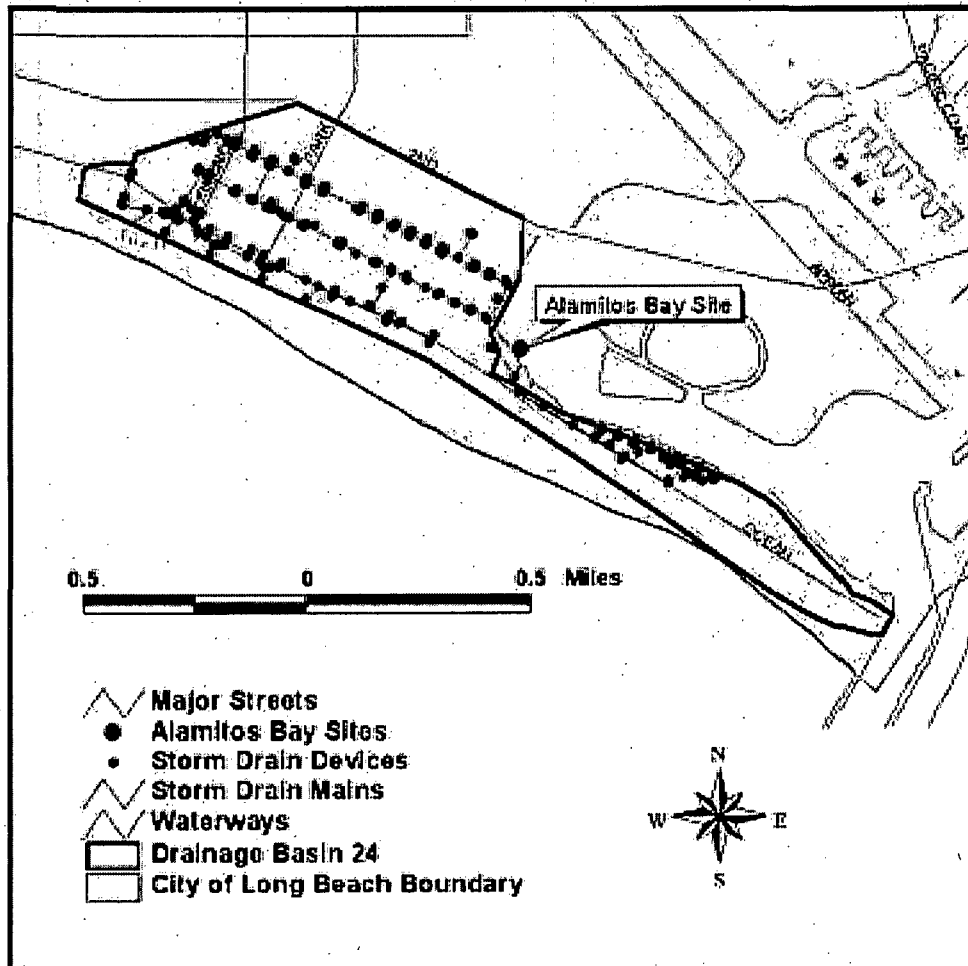 Alamitos Bay Site
OCEAN
0.5 0 0.5 Miles
Major Streets
Alamitos Bay Sites
Storm Drain Devices
Storm Drain Mains
Waterways
Drainage Basin 24
City of Long Beach Boundary
N
W E
S